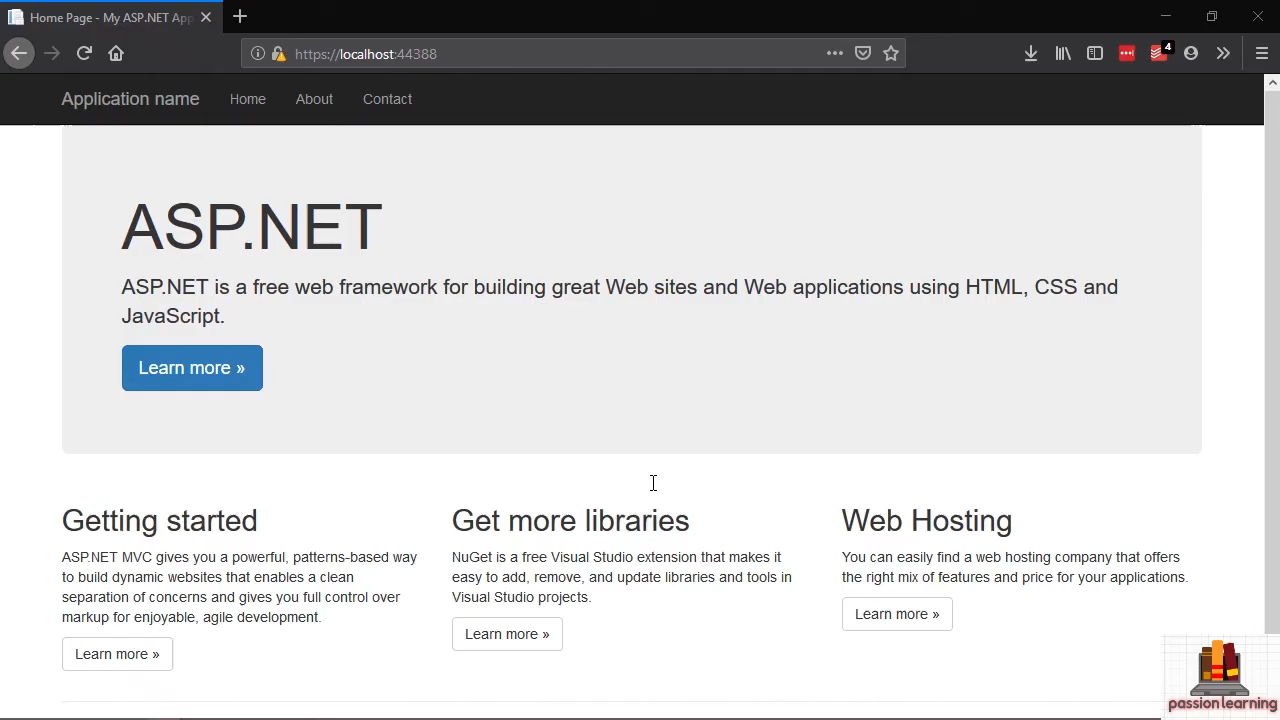 Home Page - My ASP.NET App
https://localhost:44388
4
Application name
Home
About
Contact
ASP.NET
ASP.NET is a free web framework for building great Web sites and Web applications using HTML, CSS and
JavaScript.
Learn more »
Getting started
ASP.NET MVC gives you a powerful, patterns-based way
to build dynamic websites that enables a clean
separation of concerns and gives you full control over
markup for enjoyable, agile development.
Learn more »
Get more libraries
NuGet is a free Visual Studio extension that makes it
easy to add, remove, and update libraries and tools in
Visual Studio projects.
Learn more »
Web Hosting
You can easily find a web hosting company that offers
the right mix of features and price for your applications.
Learn more »
passion learning